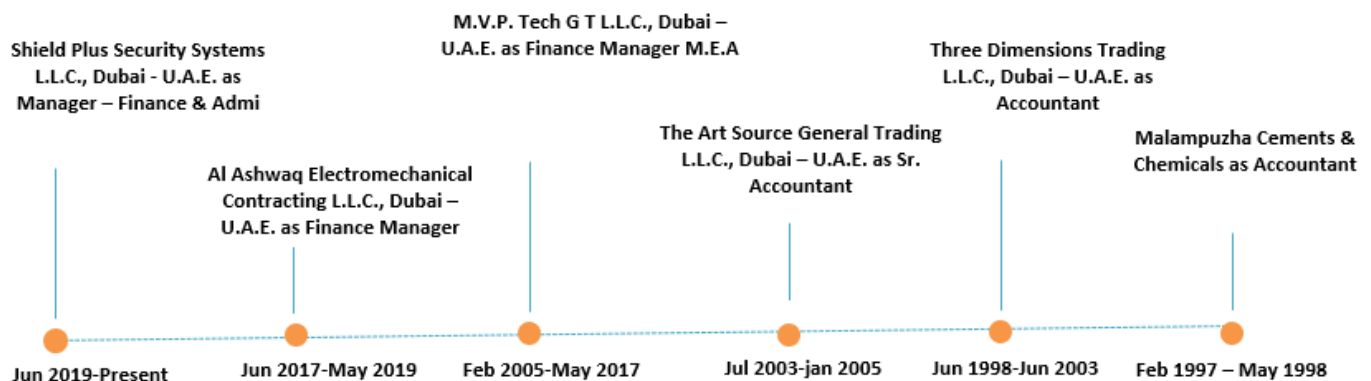 Shield Plus Security Systems
L.L.C., Dubai - U.A.E. as
Manager – Finance & Admi
Al Ashwaq Electromechanical
Contracting L.L.C., Dubai –
U.A.E. as Finance Manager
M.V.P. Tech G T L.L.C., Dubai –
U.A.E. as Finance Manager M.E.A
The Art Source General Trading
L.L.C., Dubai – U.A.E. as Sr.
Accountant
Three Dimensions Trading
L.L.C., Dubai – U.A.E. as
Accountant
Malampuzha Cements &
Chemicals as Accountant
Jun 2019-Present
Jun 2017-May 2019
Feb 2005-May 2017
Jul 2003-jan 2005
Jun 1998-Jun 2003
Feb 1997 – May 1998